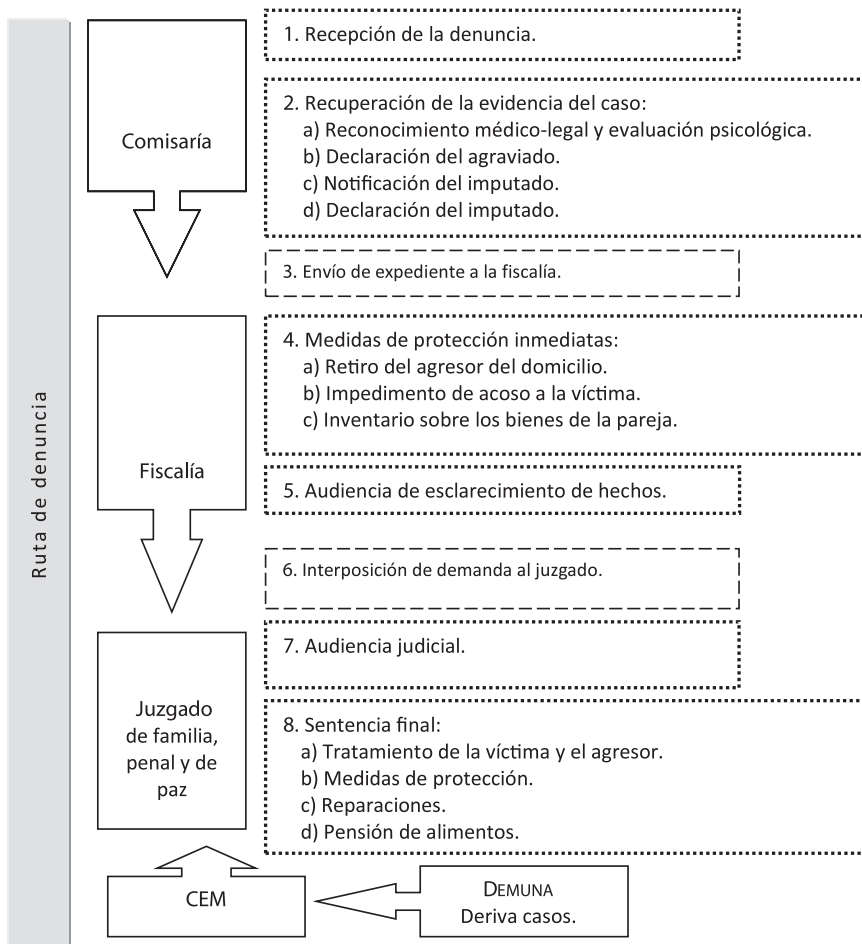 Ruta de denuncia
Comisaría
1. Recepción de la denuncia.
2. Recuperación de la evidencia del caso:
a) Reconocimiento médico-legal y evaluación psicológica.
b) Declaración del agraviado.
c) Notificación del imputado.
d) Declaración del imputado.
3. Envío de expediente a la fiscalía.
Fiscalía
4. Medidas de protección inmediatas:
a) Retiro del agresor del domicilio.
b) Impedimento de acoso a la víctima.
c) Inventario sobre los bienes de la pareja.
5. Audiencia de esclarecimiento de hechos.
6. Interposición de demanda al juzgado.
Juzgado
de familia,
penal y de
paz
7. Audiencia judicial.
8. Sentencia final:
a) Tratamiento de la víctima y el agresor.
b) Medidas de protección.
c) Reparaciones.
d) Pensión de alimentos.
CEM
DEMUNA
Deriva casos.